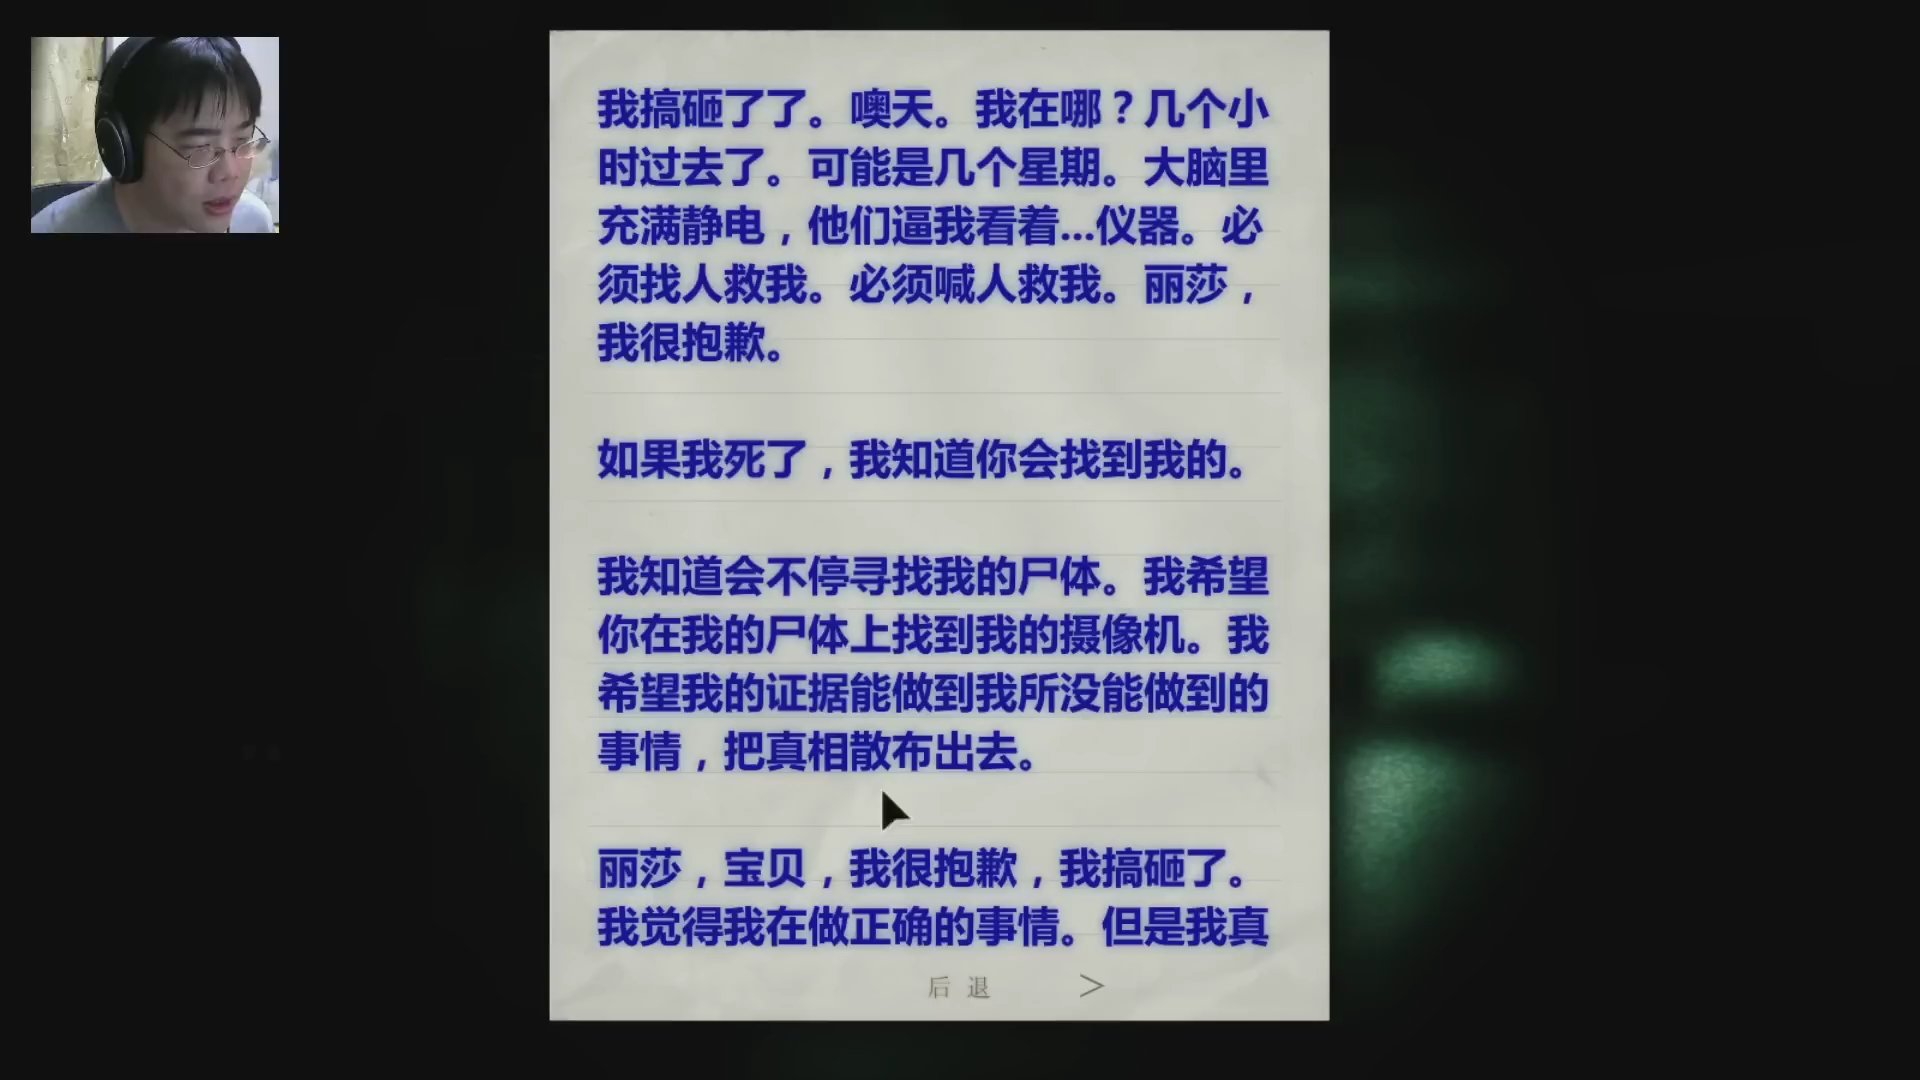 我搞砸了了。噢天。我在哪？几个小
时过去了。可能是几个星期。大脑里
充满静电，他们逼我看着...仪器。必
须找人救我。必须喊人救我。丽莎，
我很抱歉。
如果我死了，我知道你会找到我的。
我知道会不停寻找我的尸体。我希望
你在我的尸体上找到我的摄像机。我
希望我的证据能做到我所没能做到的
事情，把真相散布出去。
丽莎，宝贝，我很抱歉，我搞砸了。
我觉得我在做正确的事情。但是我真
后退 >